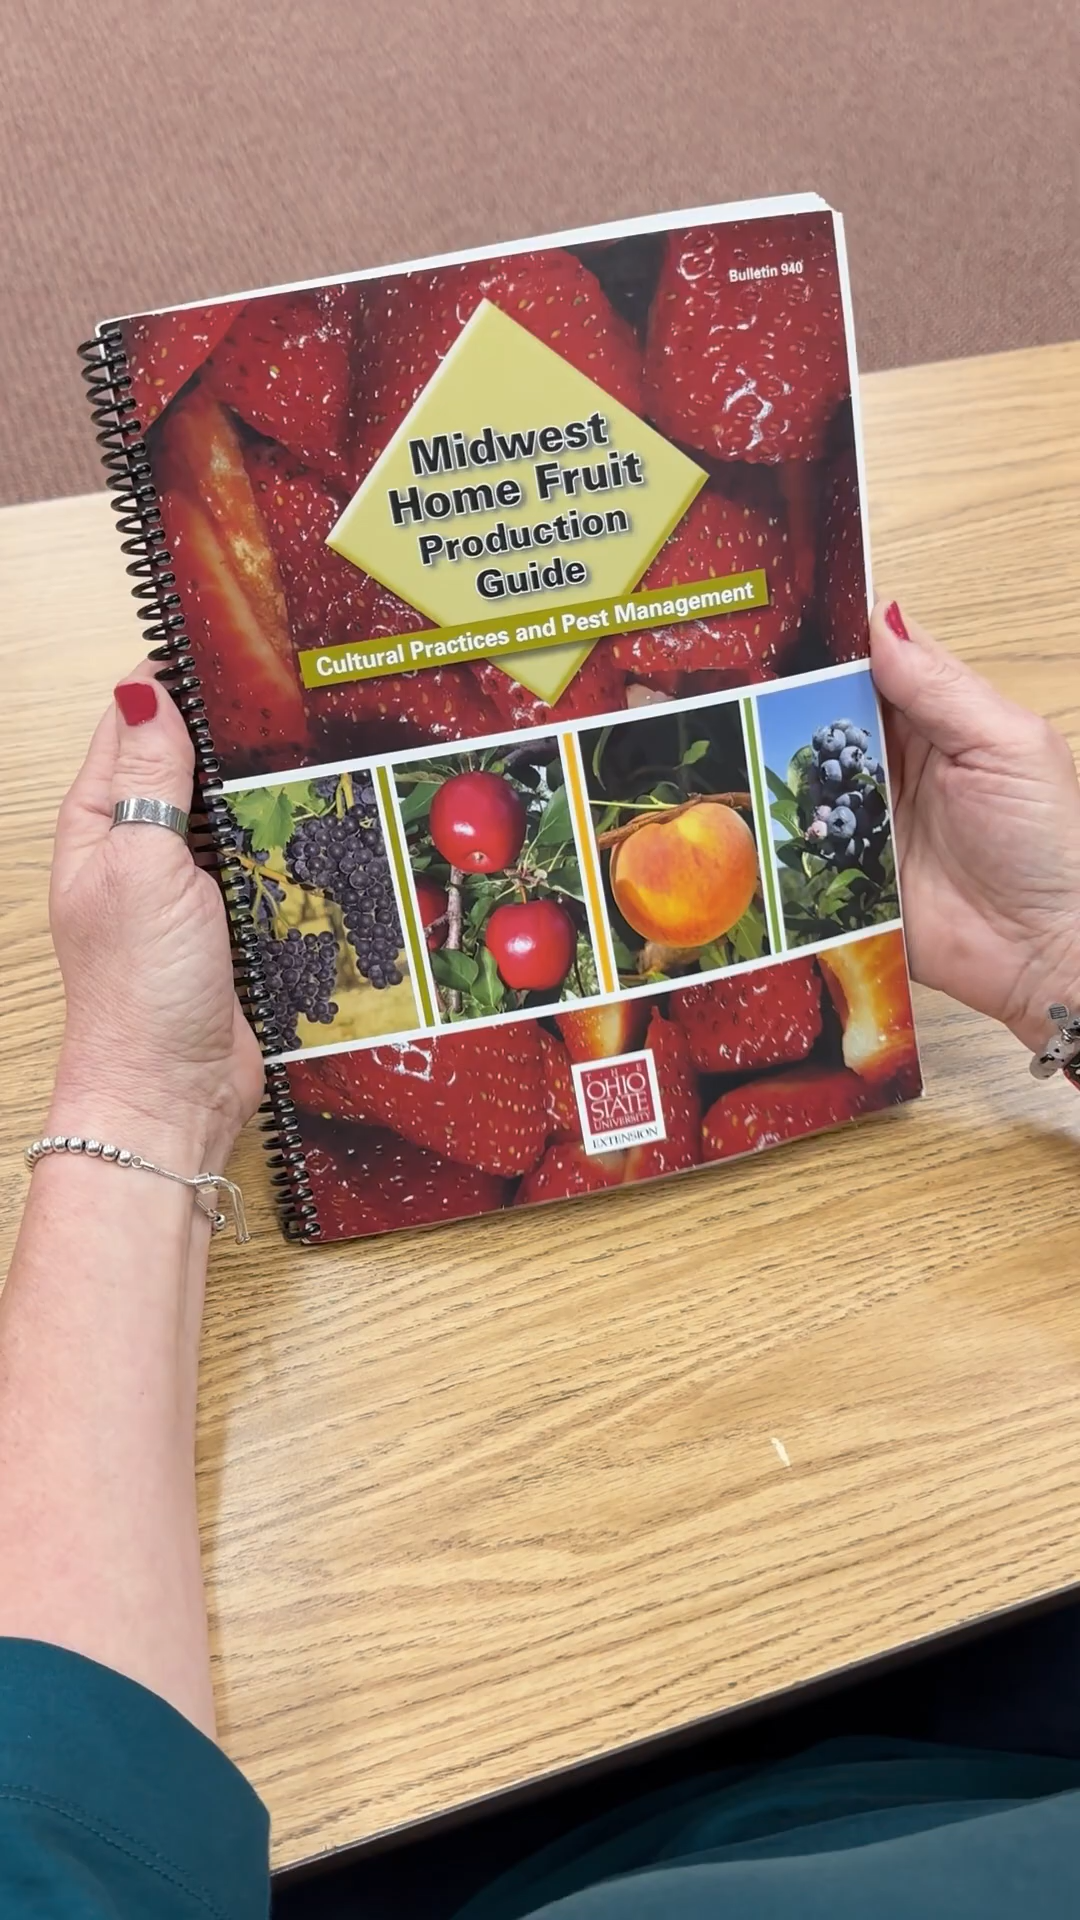 Bulletin 940
Midwest
Home Fruit
Production
Guide
Cultural Practices and Pest Management
THE
OHIO
STATE
UNIVERSITY
EXTENSION